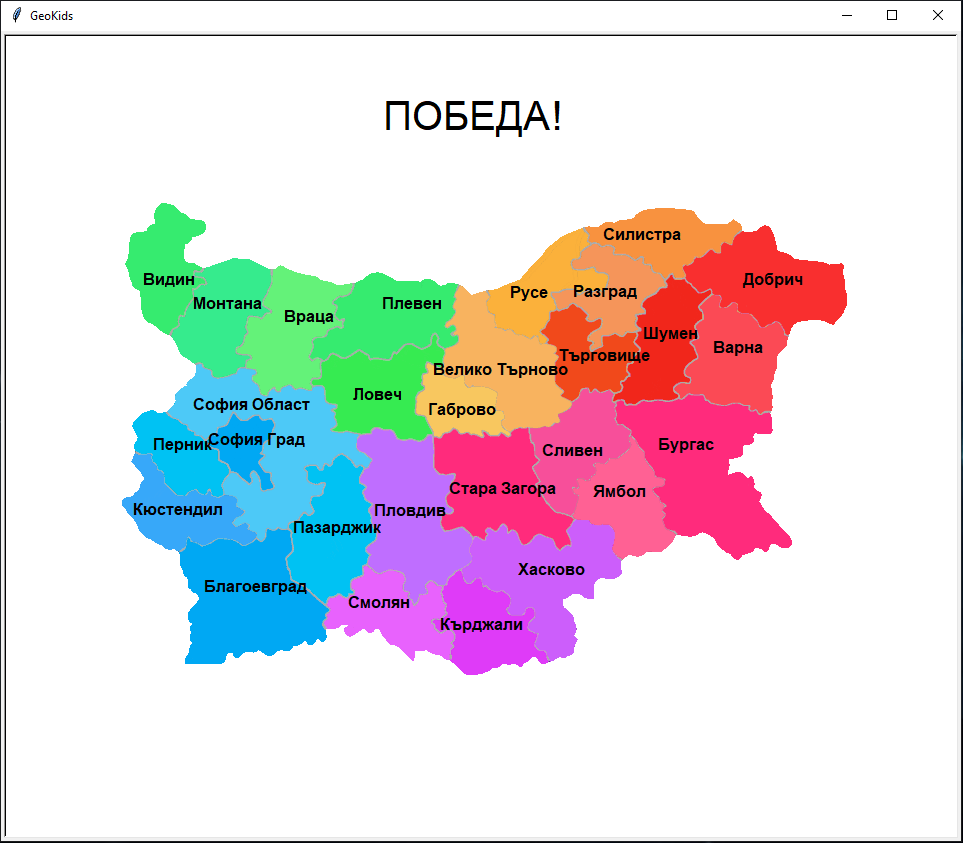 GeoKids
ПОБЕДА!
Силистра
Видин
Добрич
Русе
Разград
Монтана
Плевен
Враца
Шумен
Варна
Търговище
Велико Търново
Ловеч
София Област
Габрово
София Град
Перник
Бургас
Сливен
Стара Загора
Ямбол
Кюстендил
Пловдив
Пазарджик
Хасково
Благоевград
Смолян
Кърджали